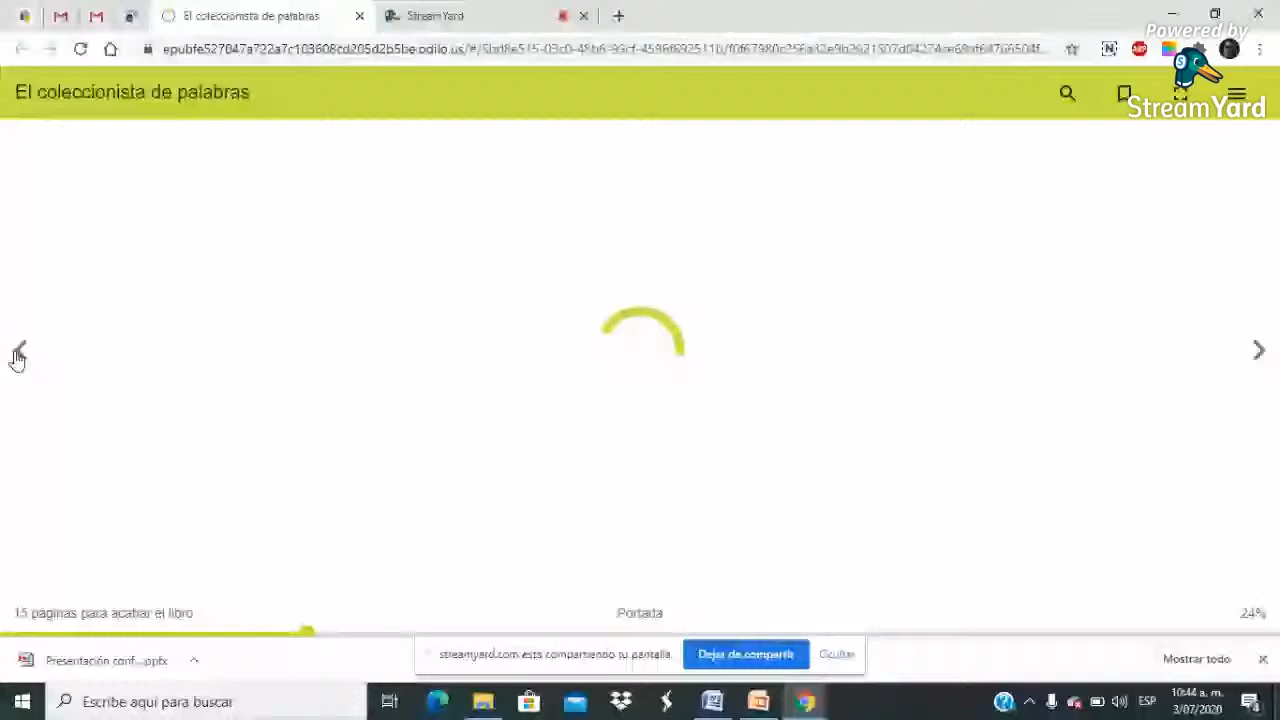 El coleccionista de palabras
StreamYard
Powered by
StreamYard
El coleccionista de palabras
15 páginas para acabar el libro
Portada
24%
Presentación conf....pptx
streamyard.com está compartiendo tu pantalla.
Dejar de compartir
Ocultar
Mostrar todo
Escribe aquí para buscar
ESP
10:44 a. m.
3/07/2020